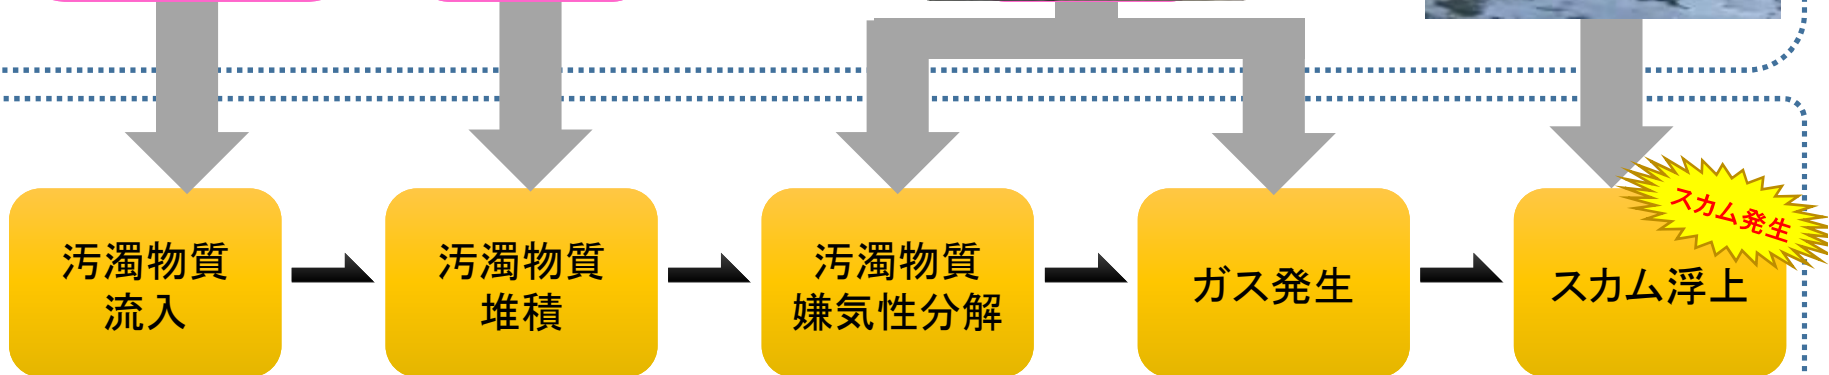 汚濁物質
流入
汚濁物質
堆積
汚濁物質
嫌気性分解
ガス発生
スカム浮上
スカム発生